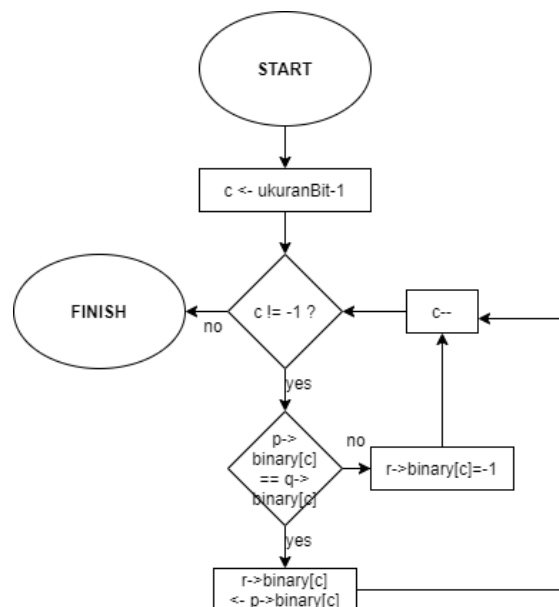 START
c <- ukuranBit-1
FINISH
no
c != -1 ?
c--
yes
p->
binary[c]
== q->
binary[c]
no
r->binary[c]=-1
yes
r->binary[c]
<- p->binary[c]